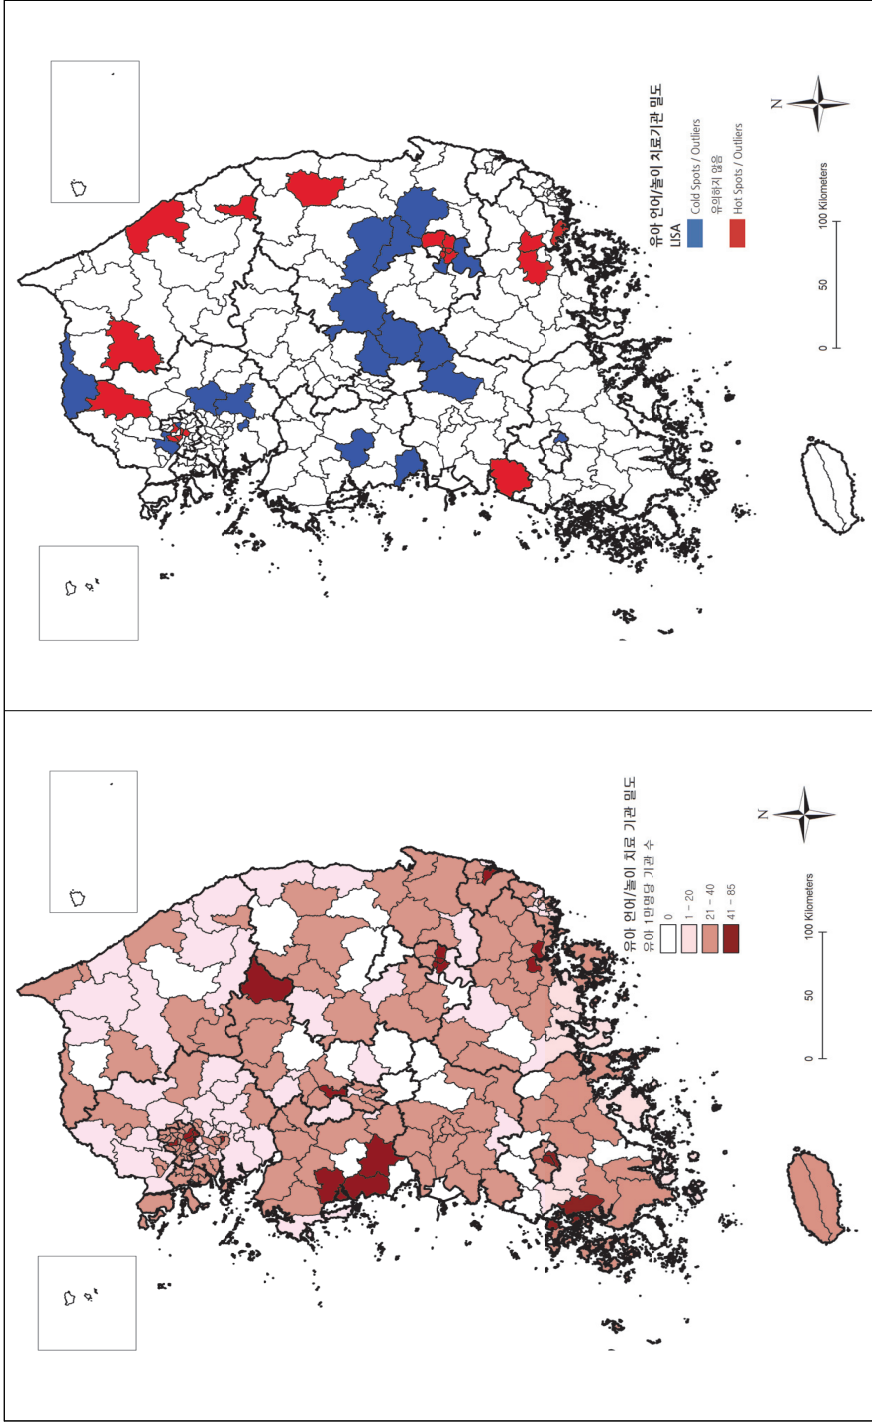 유아 언어/놀이 치료기관 밀도
LISA
Cold Spots / Outliers
유의하지 않음
Hot Spots / Outliers
N
0
50
100 Kilometers
유아 언어/놀이 치료 기관 밀도
유아 1만명당 기관 수
0
1 - 20
21 - 40
41 - 85
N
0
50
100 Kilometers